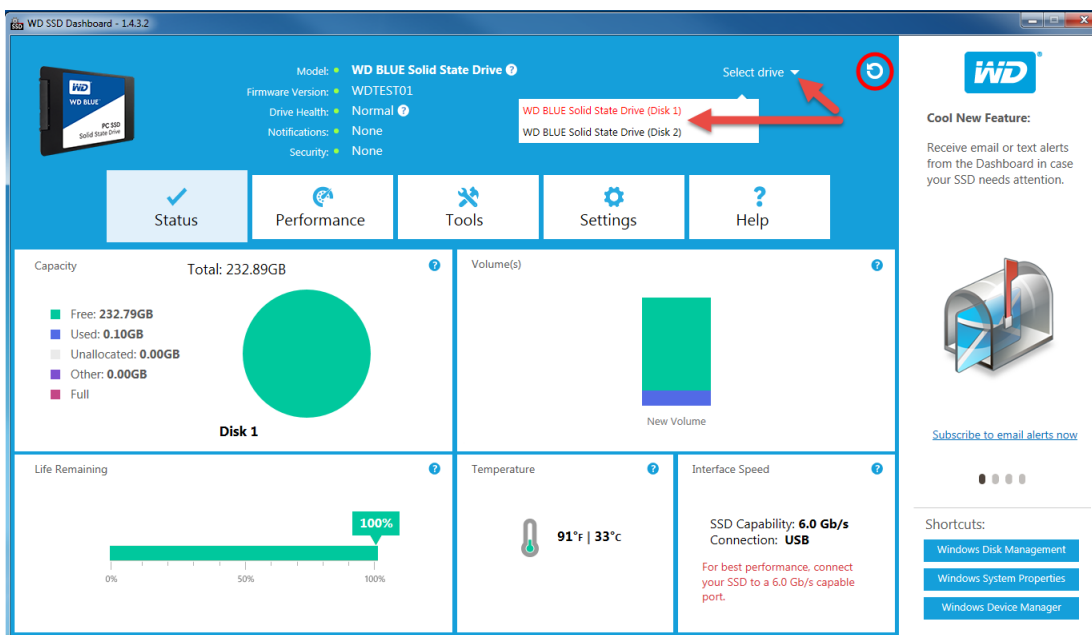 WD SSD Dashboard - 1.4.3.2
Model: WD BLUE Solid State Drive ?
Firmware Version: WDTEST01
Drive Health: Normal ?
Notifications: None
Security: None
Select drive
WD BLUE Solid State Drive (Disk 1)
WD BLUE Solid State Drive (Disk 2)
WD
WD BLUE
PC SSD
Solid State Drive
Status
Performance
Tools
Settings
? Help
Capacity ?
Total: 232.89GB
Free: 232.79GB
Used: 0.10GB
Unallocated: 0.00GB
Other: 0.00GB
Full
Disk 1
Volume(s) ?
New Volume
Life Remaining ?
100%
0% 50% 100%
Temperature ?
91°F | 33°C
Interface Speed ?
SSD Capability: 6.0 Gb/s
Connection: USB
For best performance, connect
your SSD to a 6.0 Gb/s capable
port.
WD®
Cool New Feature:
Receive email or text alerts
from the Dashboard in case
your SSD needs attention.
Subscribe to email alerts now
Shortcuts:
Windows Disk Management
Windows System Properties
Windows Device Manager